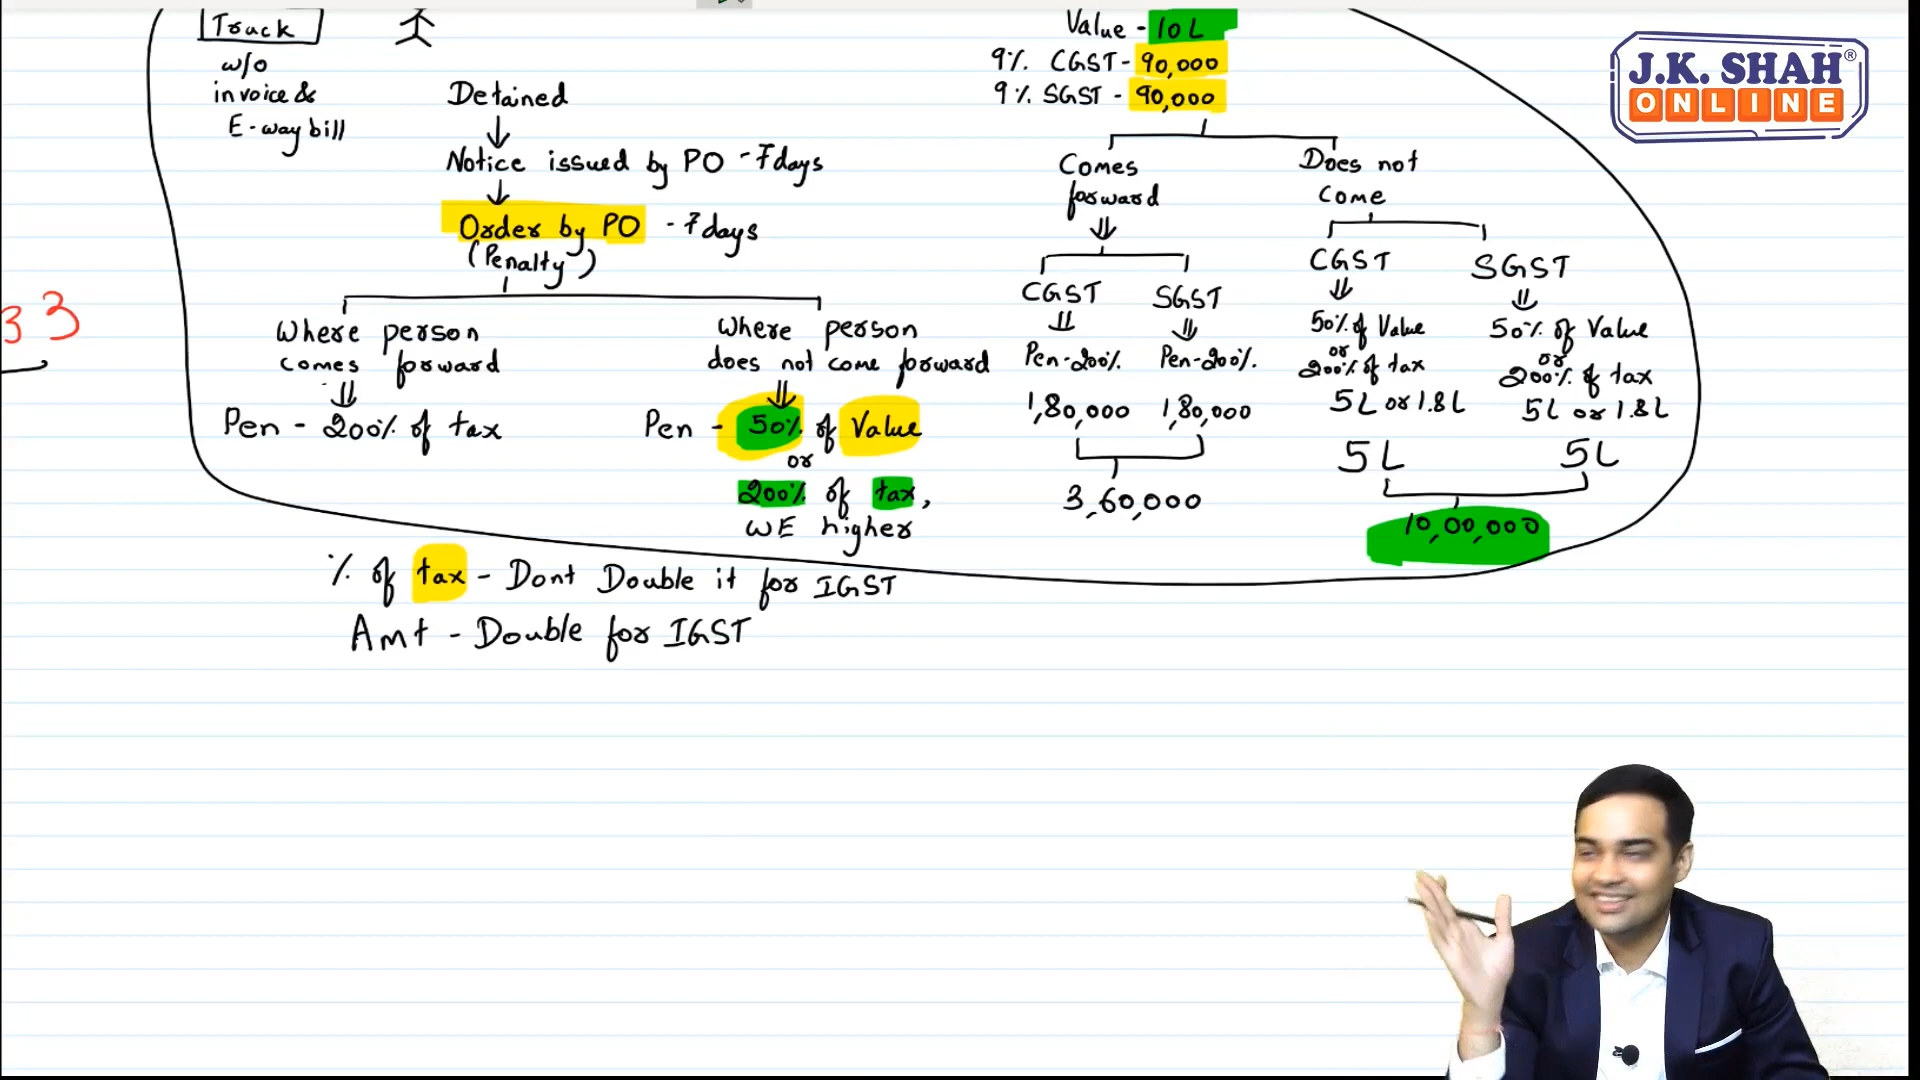 Truck
w/o
invoice &
E-way bill
33
Detained
Notice issued by PO - 7 days
Order by PO - 7 days
(Penalty)
Where person
comes forward
Pen - 200% of tax
Where person
does not come forward
Pen - 50% of Value
or
200% of tax,
WE higher
Value - 10 L
9% CGST - 90,000
9% SGST - 90,000
Comes
forward
CGST SGST
Pen-200% Pen-200%.
1,80,000 1,80,000
3,60,000
Does not
come
CGST SGST
50% of Value
or
200% of tax
5L or 1.8L
5L
50% of Value
or
200% of tax
5L or 1.8L
5L
10,00,000
% of tax - Dont Double it for IGST
Amt - Double for IGST
J.K. SHAH®
ONLINE